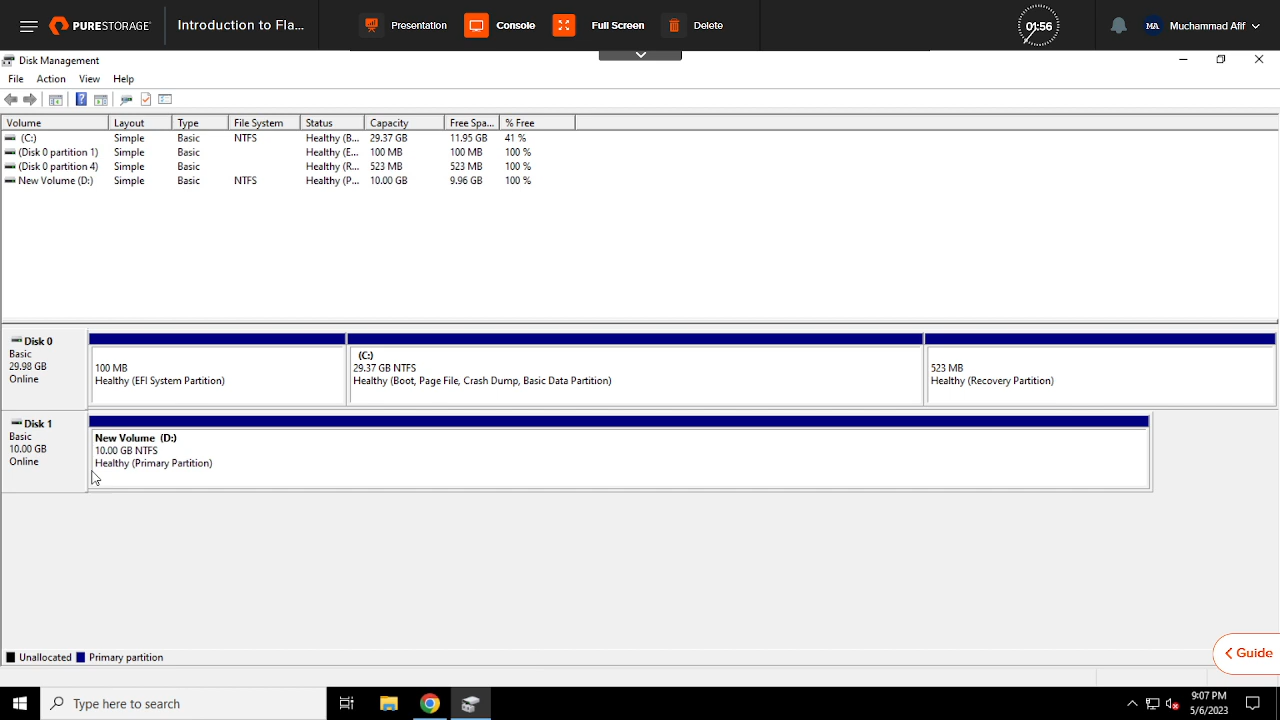 PURESTORAGE Introduction to Fla... Presentation Console Full Screen Delete 01:56 MA Muhammad Afif
Disk Management
File Action View Help
Volume Layout Type File System Status Capacity Free Spa... % Free
(C:) Simple Basic NTFS Healthy (B... 29.37 GB 11.95 GB 41 %
(Disk 0 partition 1) Simple Basic Healthy (E... 100 MB 100 MB 100 %
(Disk 0 partition 4) Simple Basic Healthy (R... 523 MB 523 MB 100 %
New Volume (D:) Simple Basic NTFS Healthy (P... 10.00 GB 9.96 GB 100 %
Disk 0
Basic
29.98 GB
Online
100 MB
Healthy (EFI System Partition)
(C:)
29.37 GB NTFS
Healthy (Boot, Page File, Crash Dump, Basic Data Partition)
523 MB
Healthy (Recovery Partition)
Disk 1
Basic
10.00 GB
Online
New Volume (D:)
10.00 GB NTFS
Healthy (Primary Partition)
Unallocated Primary partition
Guide
Type here to search
9:07 PM
5/6/2023